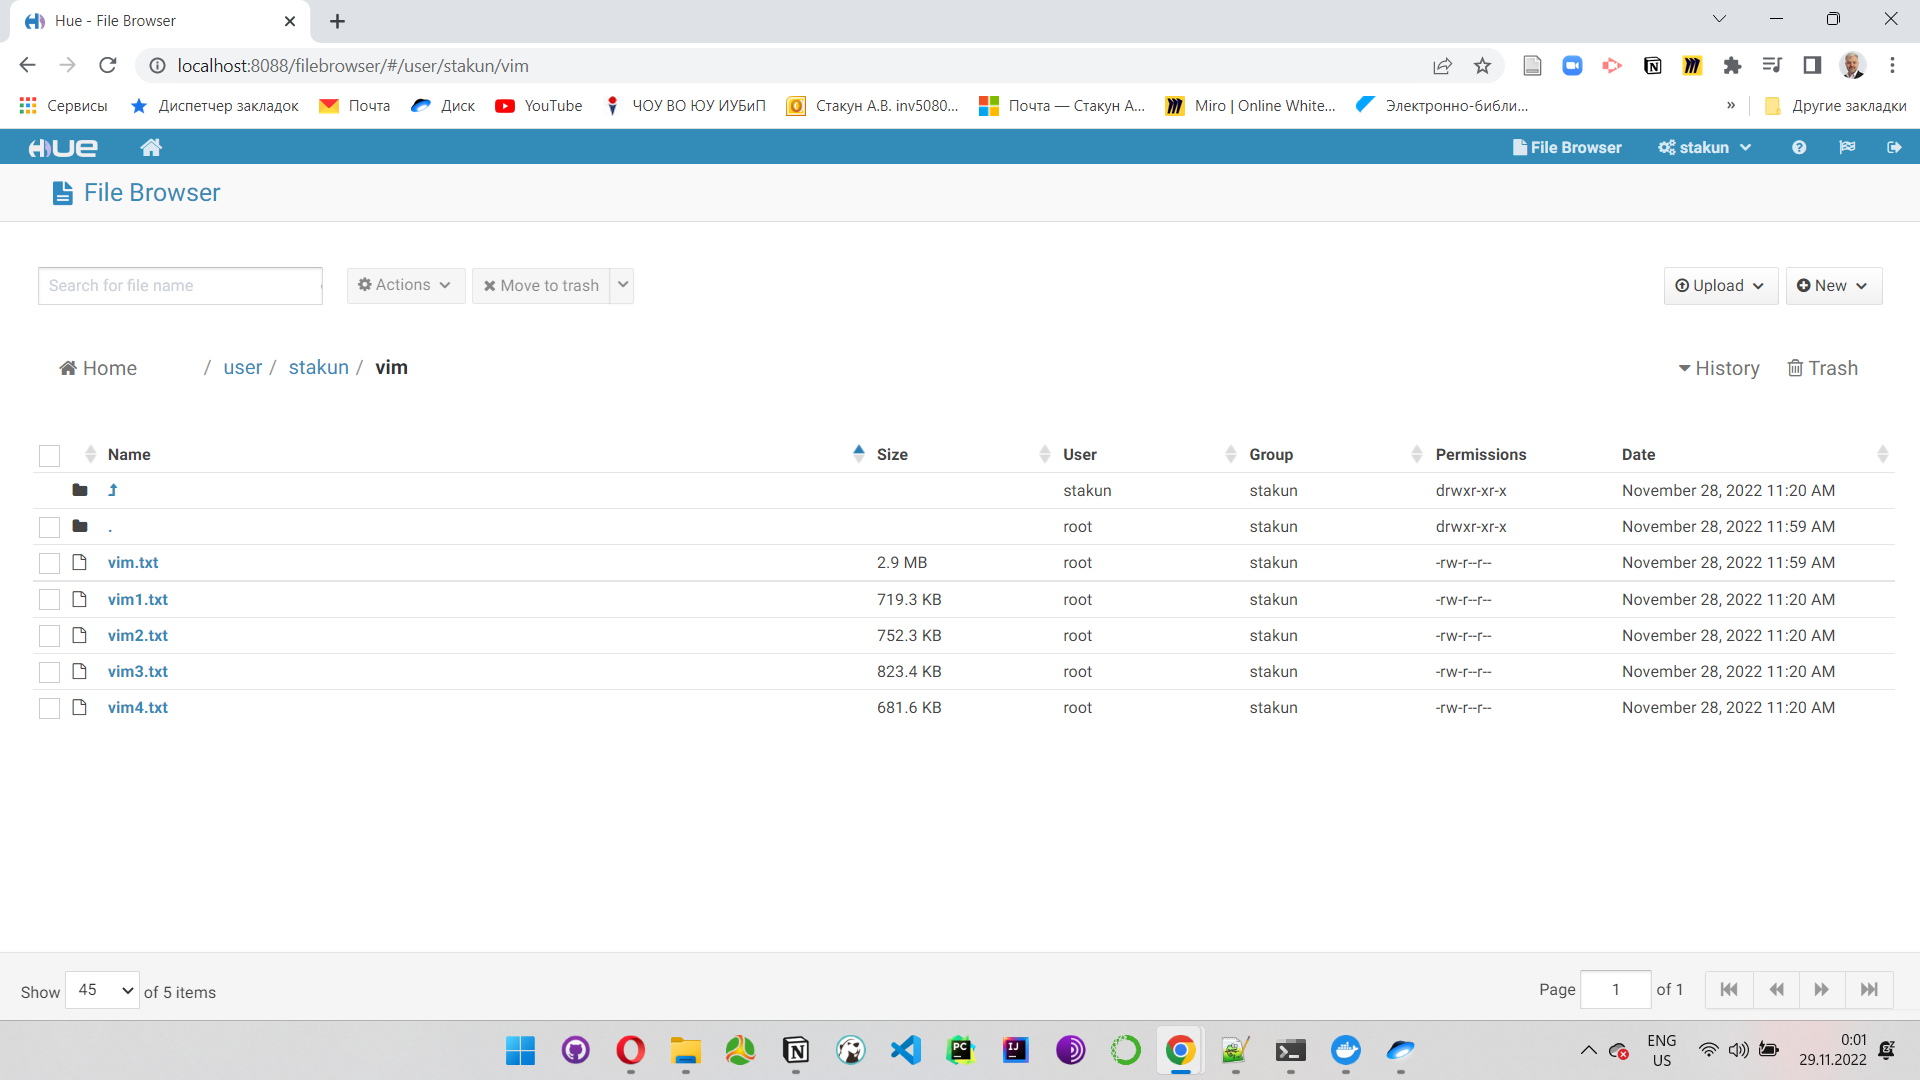 Hue - File Browser
localhost:8088/filebrowser/#/user/stakun/vim
Сервисы
Диспетчер закладок
Почта
Диск
YouTube
ЧОУ ВО ЮУ ИУБиП
Стакун А.В. inv5080...
Почта — Стакун А...
Miro | Online White...
Электронно-библи...
»
Другие закладки
HUE
File Browser
stakun
File Browser
Search for file name
Actions
Move to trash
Upload
New
Home / user / stakun / vim
History
Trash
Name Size User Group Permissions Date
stakun stakun drwxr-xr-x November 28, 2022 11:20 AM
. root stakun drwxr-xr-x November 28, 2022 11:59 AM
vim.txt 2.9 MB root stakun -rw-r--r-- November 28, 2022 11:59 AM
vim1.txt 719.3 KB root stakun -rw-r--r-- November 28, 2022 11:20 AM
vim2.txt 752.3 KB root stakun -rw-r--r-- November 28, 2022 11:20 AM
vim3.txt 823.4 KB root stakun -rw-r--r-- November 28, 2022 11:20 AM
vim4.txt 681.6 KB root stakun -rw-r--r-- November 28, 2022 11:20 AM
Show 45 of 5 items
Page 1 of 1
PC
IJ
ENG
US
0:01
29.11.2022